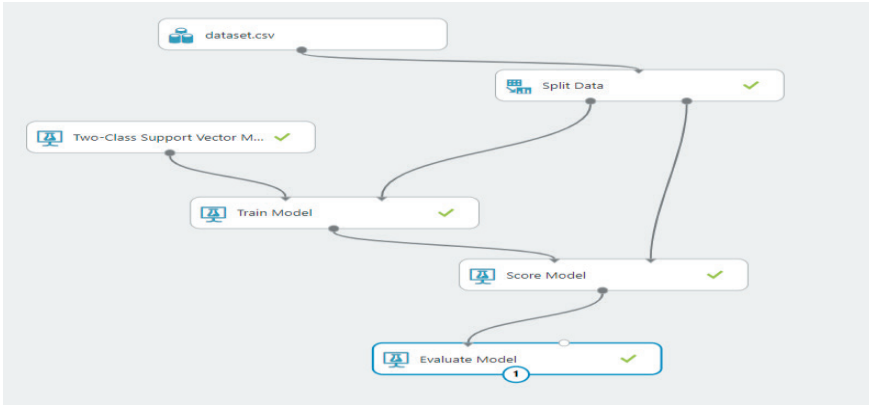 dataset.csv
Split Data
Two-Class Support Vector M...
Train Model
Score Model
Evaluate Model
1